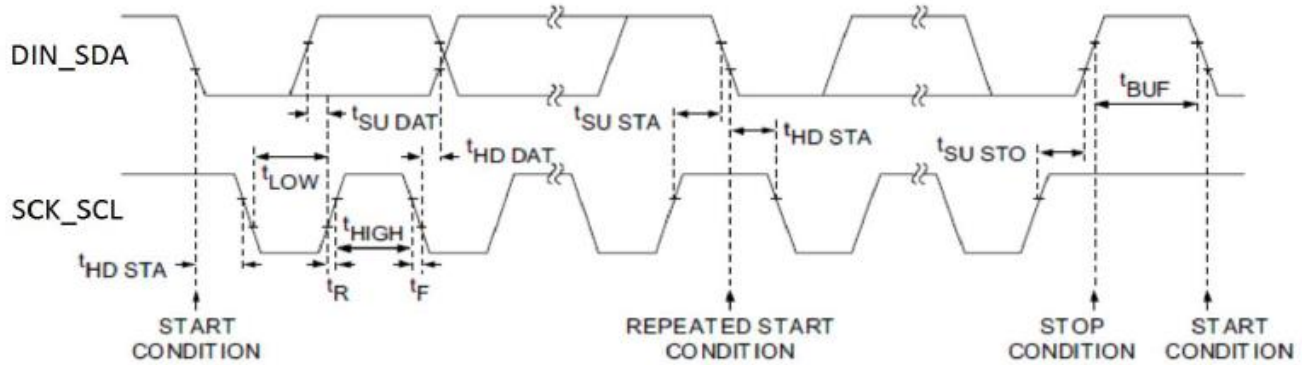 DIN_SDA
tSU DAT
tHD DAT
tSU STA
tHD STA
tSU STO
tBUF
tLOW
SCK_SCL
tHIGH
tHD STA
tR
tF
START
CONDITION
REPEATED START
CONDITION
STOP
CONDITION
START
CONDITION